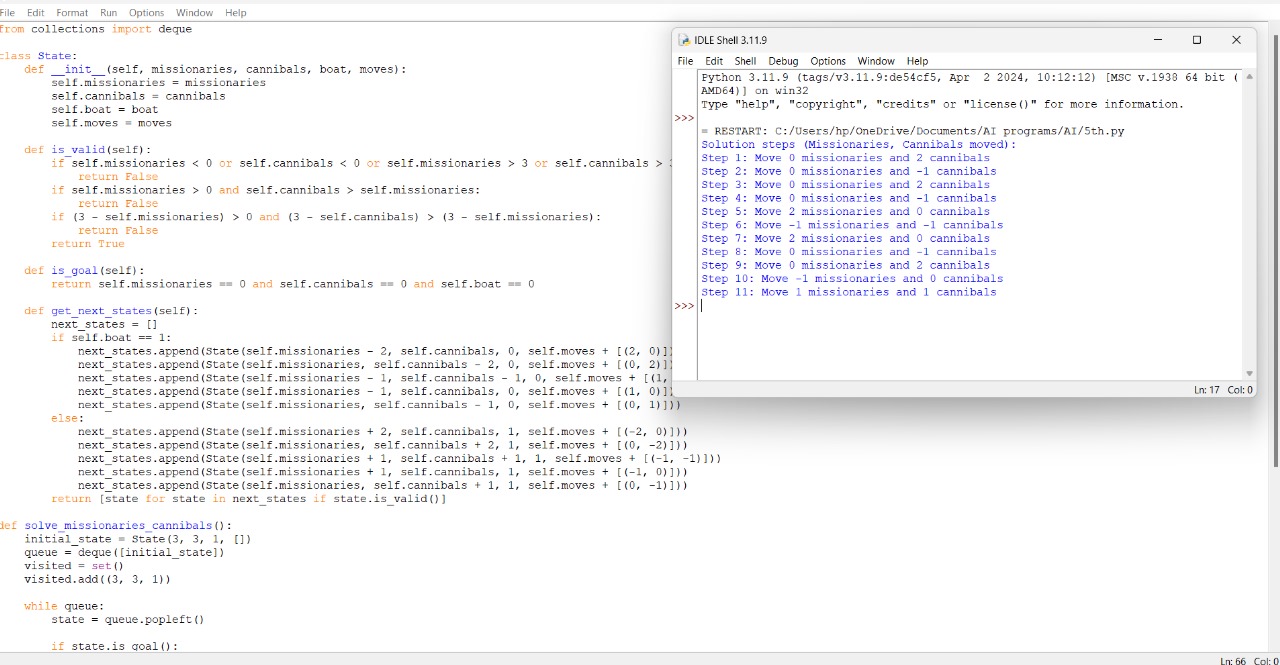 File Edit Format Run Options Window Help
from collections import deque
class State:
def __init__(self, missionaries, cannibals, boat, moves):
self.missionaries = missionaries
self.cannibals = cannibals
self.boat = boat
self.moves = moves
def is_valid(self):
if self.missionaries < 0 or self.cannibals < 0 or self.missionaries > 3 or self.cannibals >
return False
if self.missionaries > 0 and self.cannibals > self.missionaries:
return False
if (3 - self.missionaries) > 0 and (3 - self.cannibals) > (3 - self.missionaries):
return False
return True
def is_goal(self):
return self.missionaries == 0 and self.cannibals == 0 and self.boat == 0
def get_next_states(self):
next_states = []
if self.boat == 1:
next_states.append(State(self.missionaries - 2, self.cannibals, 0, self.moves + [(2, 0)])
next_states.append(State(self.missionaries, self.cannibals - 2, 0, self.moves + [(0, 2)])
next_states.append(State(self.missionaries - 1, self.cannibals - 1, 0, self.moves + [(1,
next_states.append(State(self.missionaries - 1, self.cannibals, 0, self.moves + [(1, 0)])
next_states.append(State(self.missionaries, self.cannibals - 1, 0, self.moves + [(0, 1)]))
else:
next_states.append(State(self.missionaries + 2, self.cannibals, 1, self.moves + [(-2, 0)]))
next_states.append(State(self.missionaries, self.cannibals + 2, 1, self.moves + [(0, -2)]))
next_states.append(State(self.missionaries + 1, self.cannibals + 1, 1, self.moves + [(-1, -1)]))
next_states.append(State(self.missionaries + 1, self.cannibals, 1, self.moves + [(-1, 0)]))
next_states.append(State(self.missionaries, self.cannibals + 1, 1, self.moves + [(0, -1)]))
return [state for state in next_states if state.is_valid()]
def solve_missionaries_cannibals():
initial_state = State(3, 3, 1, [])
queue = deque([initial_state])
visited = set()
visited.add((3, 3, 1))
while queue:
state = queue.popleft()
if state.is_goal():
Ln: 66 Col: 0
IDLE Shell 3.11.9
File Edit Shell Debug Options Window Help
Python 3.11.9 (tags/v3.11.9:de54cf5, Apr 2 2024, 10:12:12) [MSC v.1938 64 bit (
AMD64)] on win32
Type "help", "copyright", "credits" or "license()" for more information.
>>>
= RESTART: C:/Users/hp/OneDrive/Documents/AI programs/AI/5th.py
Solution steps (Missionaries, Cannibals moved):
Step 1: Move 0 missionaries and 2 cannibals
Step 2: Move 0 missionaries and -1 cannibals
Step 3: Move 0 missionaries and 2 cannibals
Step 4: Move 0 missionaries and -1 cannibals
Step 5: Move 2 missionaries and 0 cannibals
Step 6: Move -1 missionaries and -1 cannibals
Step 7: Move 2 missionaries and 0 cannibals
Step 8: Move 0 missionaries and -1 cannibals
Step 9: Move 0 missionaries and 2 cannibals
Step 10: Move -1 missionaries and 0 cannibals
Step 11: Move 1 missionaries and 1 cannibals
>>>
Ln: 17 Col: 0